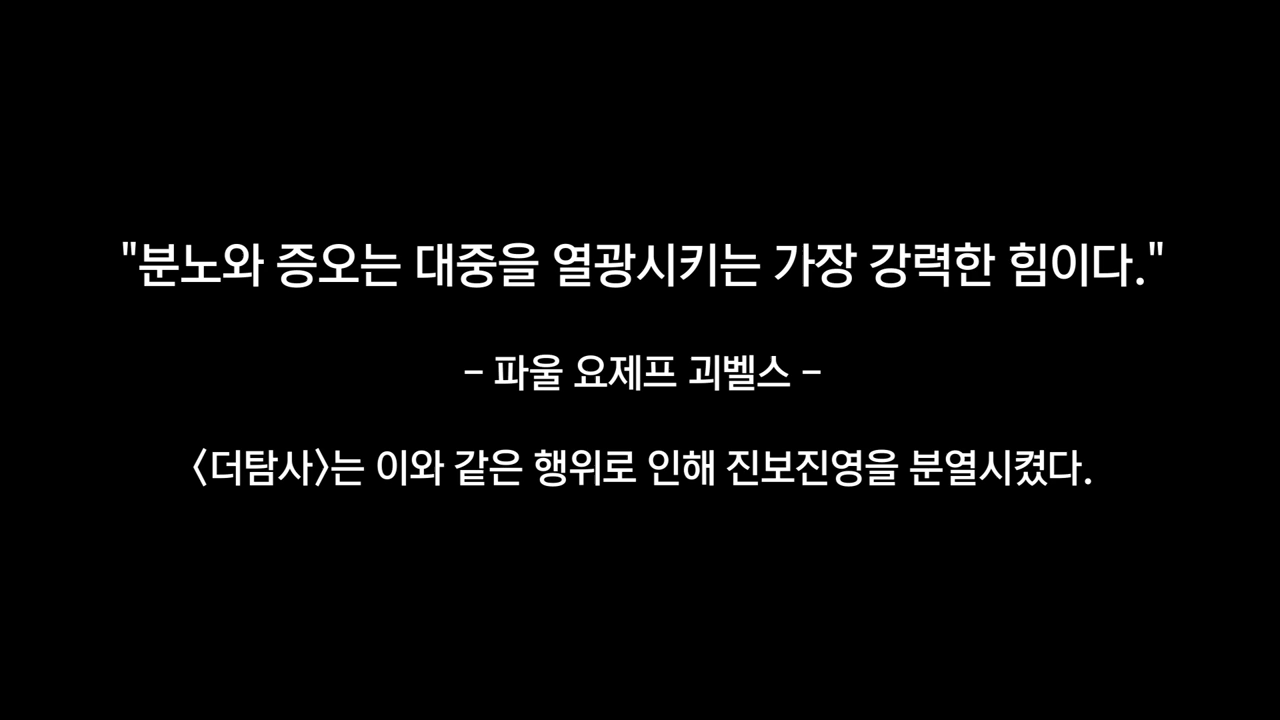 "분노와 증오는 대중을 열광시키는 가장 강력한 힘이다."
– 파울 요제프 괴벨스 –
〈더탐사〉는 이와 같은 행위로 인해 진보진영을 분열시켰다.